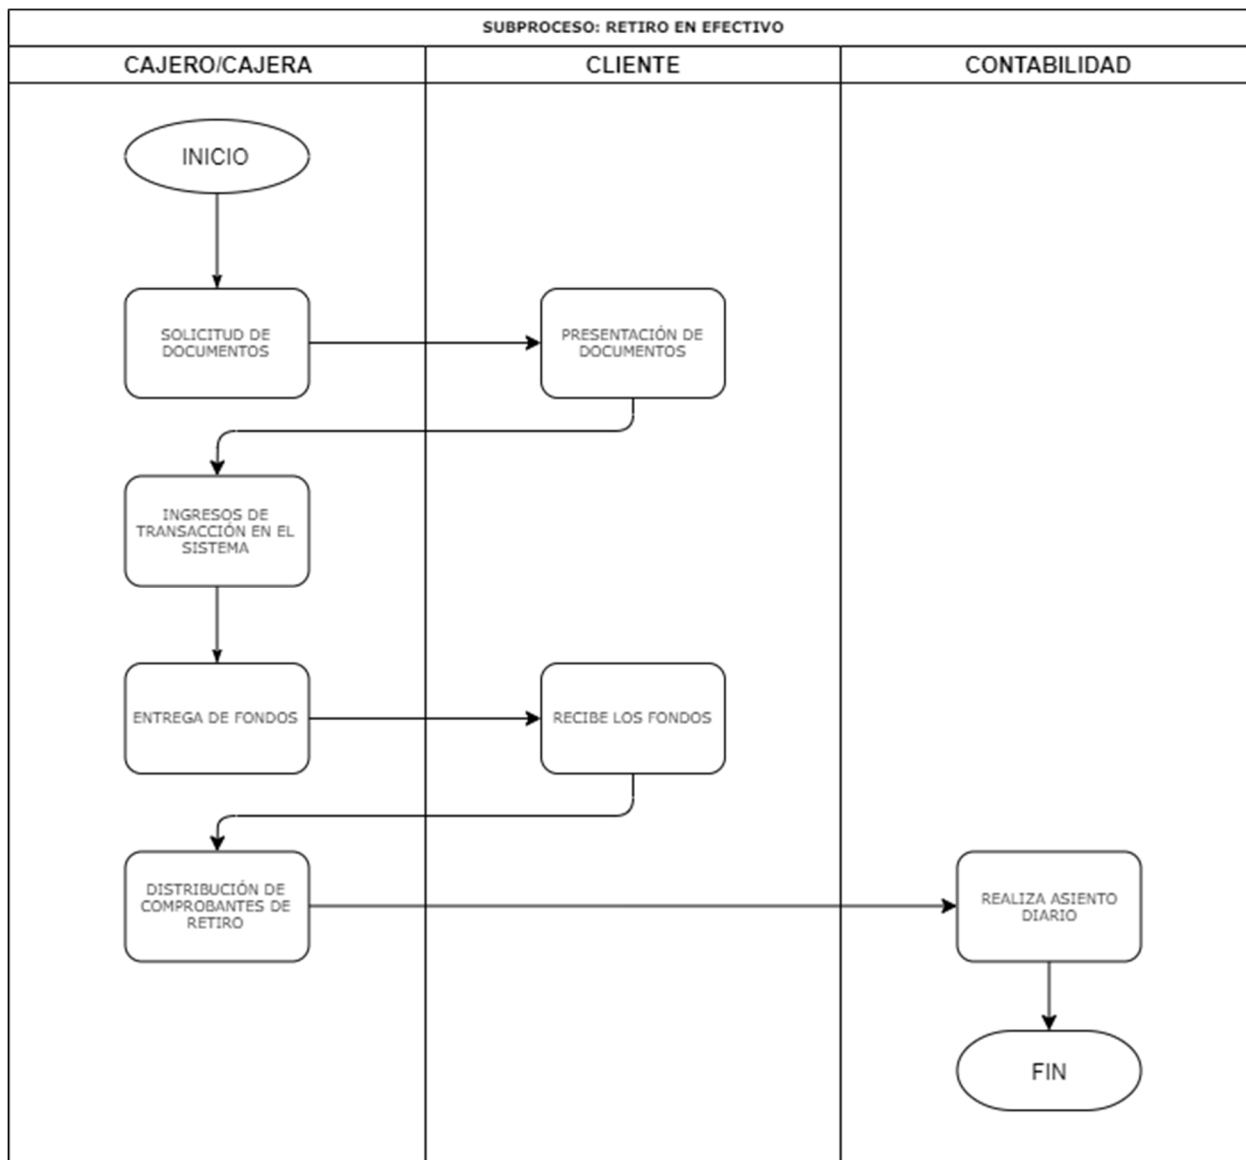 SUBPROCESO: RETIRO EN EFECTIVO
CAJERO/CAJERA
CLIENTE
CONTABILIDAD
INICIO
SOLICITUD DE
DOCUMENTOS
PRESENTACIÓN DE
DOCUMENTOS
INGRESOS DE
TRANSACCIÓN EN EL
SISTEMA
ENTREGA DE FONDOS
RECIBE LOS FONDOS
DISTRIBUCIÓN DE
COMPROBANTES DE
RETIRO
REALIZA ASIENTO
DIARIO
FIN